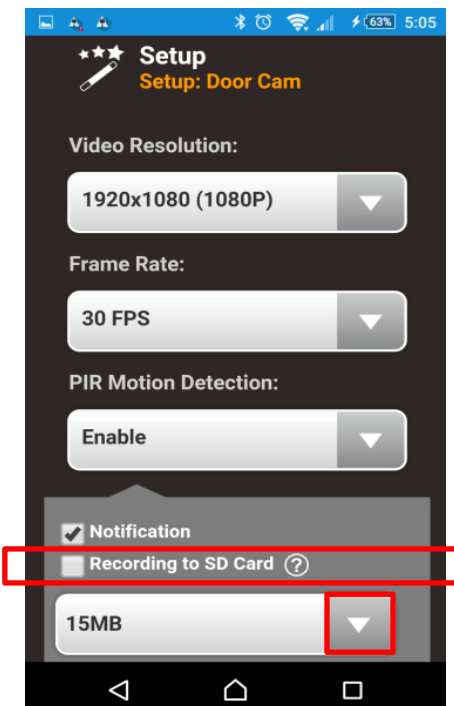 63% 5:05
Setup
Setup: Door Cam
Video Resolution:
1920x1080 (1080P)
Frame Rate:
30 FPS
PIR Motion Detection:
Enable
Notification
Recording to SD Card ?
15MB